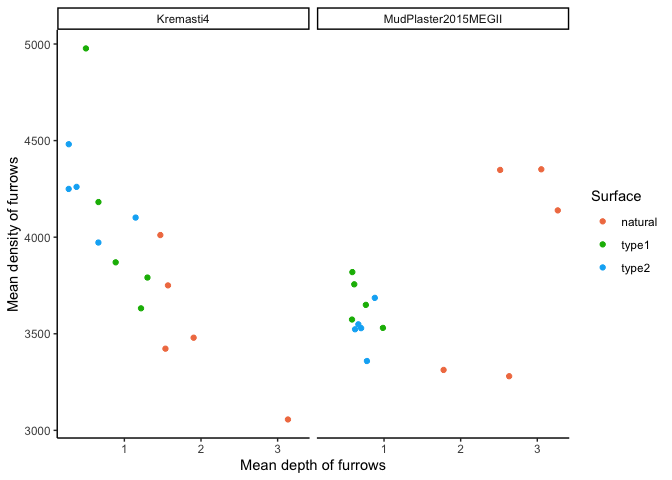 Kremasti4 MudPlaster2015MEGII
5000
4500
4000
3500
3000
Mean density of furrows
1 2 3 1 2 3
Mean depth of furrows
Surface
natural
type1
type2